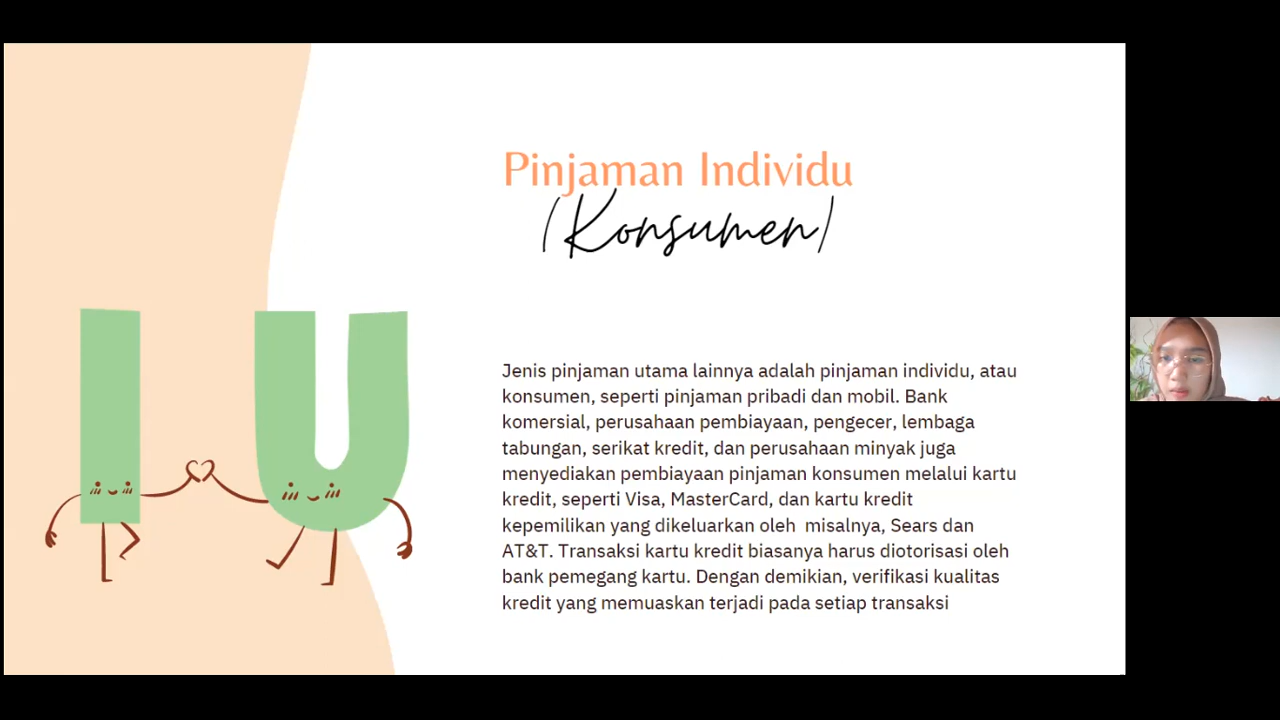 Pinjaman Individu
(Konsumen)
I U
Jenis pinjaman utama lainnya adalah pinjaman individu, atau
konsumen, seperti pinjaman pribadi dan mobil. Bank
komersial, perusahaan pembiayaan, pengecer, lembaga
tabungan, serikat kredit, dan perusahaan minyak juga
menyediakan pembiayaan pinjaman konsumen melalui kartu
kredit, seperti Visa, MasterCard, dan kartu kredit
kepemilikan yang dikeluarkan oleh  misalnya, Sears dan
AT&T. Transaksi kartu kredit biasanya harus diotorisasi oleh
bank pemegang kartu. Dengan demikian, verifikasi kualitas
kredit yang memuaskan terjadi pada setiap transaksi